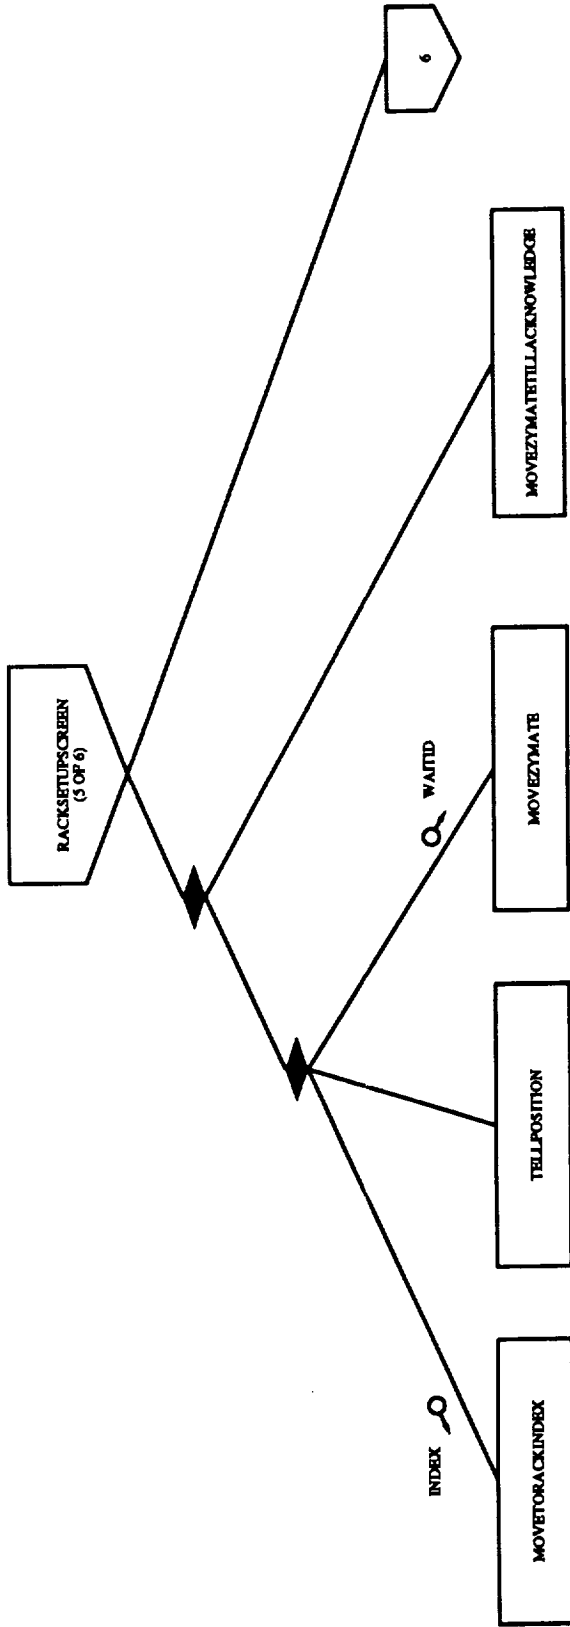 RACKSETUPSCREEN
(5 OF 6)
6
WAITID
INDEX
MOVETORACKINDEX
TELLPOSITION
MOVEZYMATE
MOVEZYMATETILLACKNOWLEDGE